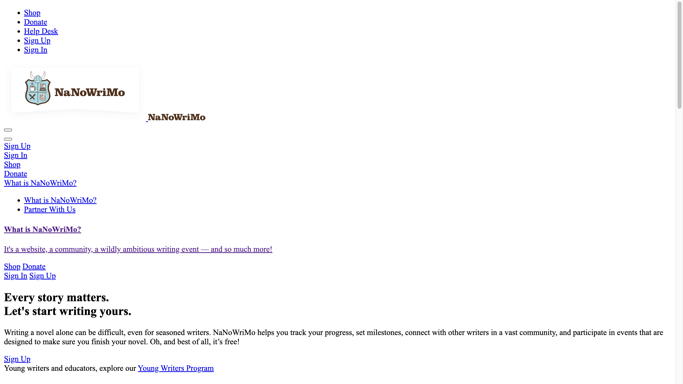 Shop
Donate
Help Desk
Sign Up
Sign In
NaNoWriMo
NaNoWriMo
Sign Up
Sign In
Shop
Donate
What is NaNoWriMo?
What is NaNoWriMo?
Partner With Us
What is NaNoWriMo?
It's a website, a community, a wildly ambitious writing event — and so much more!
Shop Donate
Sign In Sign Up
Every story matters.
Let's start writing yours.
Writing a novel alone can be difficult, even for seasoned writers. NaNoWriMo helps you track your progress, set milestones, connect with other writers in a vast community, and participate in events that are
designed to make sure you finish your novel. Oh, and best of all, it's free!
Sign Up
Young writers and educators, explore our Young Writers Program